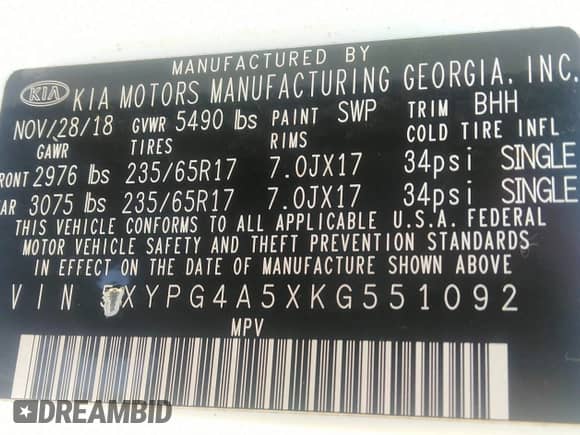 MANUFACTURED BY
KIA KIA MOTORS MANUFACTURING GEORGIA, INC.
NOV/28/18 GVWR 5490 lbs PAINT SWP TRIM BHH
GAWR TIRES RIMS COLD TIRE INFL
FRONT 2976 lbs 235/65R17 7.0JX17 34psi SINGLE
3075 lbs 235/65R17 7.0JX17 34psi SINGLE
THIS VEHICLE CONFORMS TO ALL APPLICABLE U.S.A. FEDERAL
MOTOR VEHICLE SAFETY AND THEFT PREVENTION STANDARDS
IN EFFECT ON THE DATE OF MANUFACTURE SHOWN ABOVE
VIN XYPG4A5XKG551092
MPV
DREAMBID